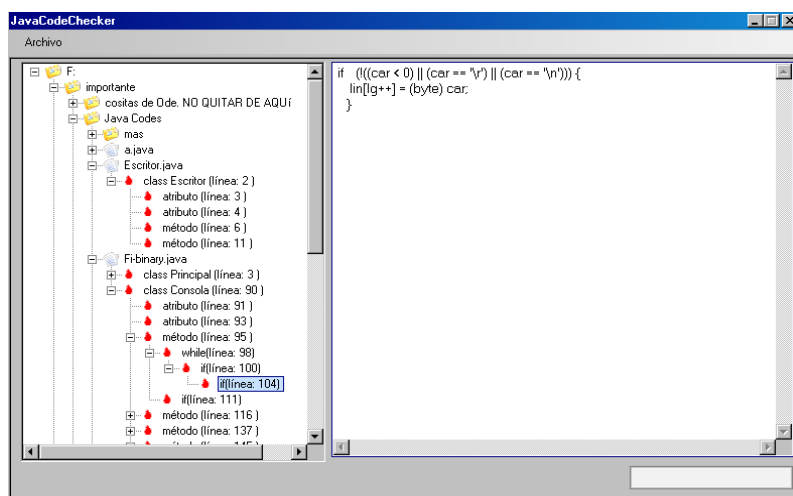 JavaCodeChecker
Archivo
F:
importante
cositas de Ode. NO QUITAR DE AQUí
Java Codes
mas
a.java
Escritor.java
class Escritor (línea: 2 )
atributo (línea: 3 )
atributo (línea: 4 )
método (línea: 6 )
método (línea: 11 )
Fi-binary.java
class Principal (línea: 3 )
class Consola (línea: 90 )
atributo (línea: 91 )
atributo (línea: 93 )
método (línea: 95 )
while(línea: 98)
if(línea: 100)
if(línea: 104)
if(línea: 111)
método (línea: 116 )
método (línea: 137 )
if (!((car < 0) || (car == '\r') || (car == '\n'))) {
lin[lg++] = (byte) car;
}